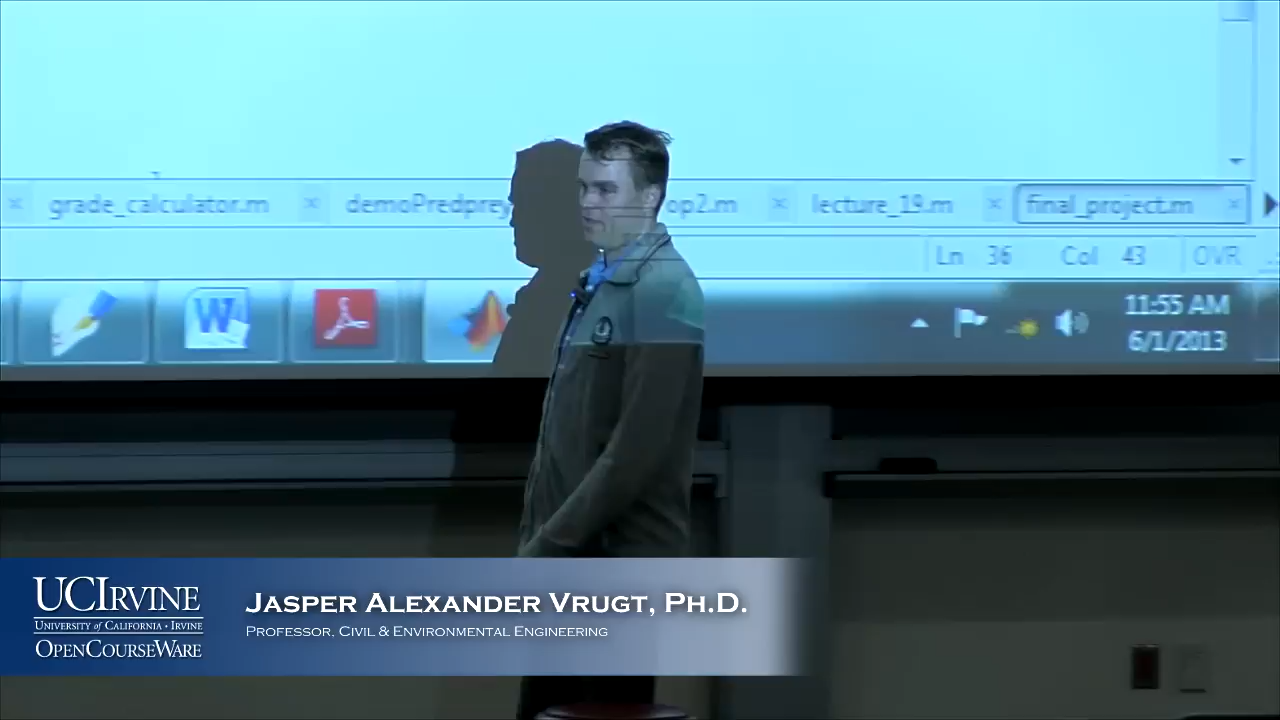 grade_calculator.m
demoPredprey
op2.m
lecture_19.m
final_project.m
Ln 36 Col 43 OVR
11:55 AM
6/1/2013
UCIRVINE
UNIVERSITY of CALIFORNIA • IRVINE
OPENCOURSEWARE
JASPER ALEXANDER VRUGT, PH.D.
PROFESSOR, CIVIL & ENVIRONMENTAL ENGINEERING